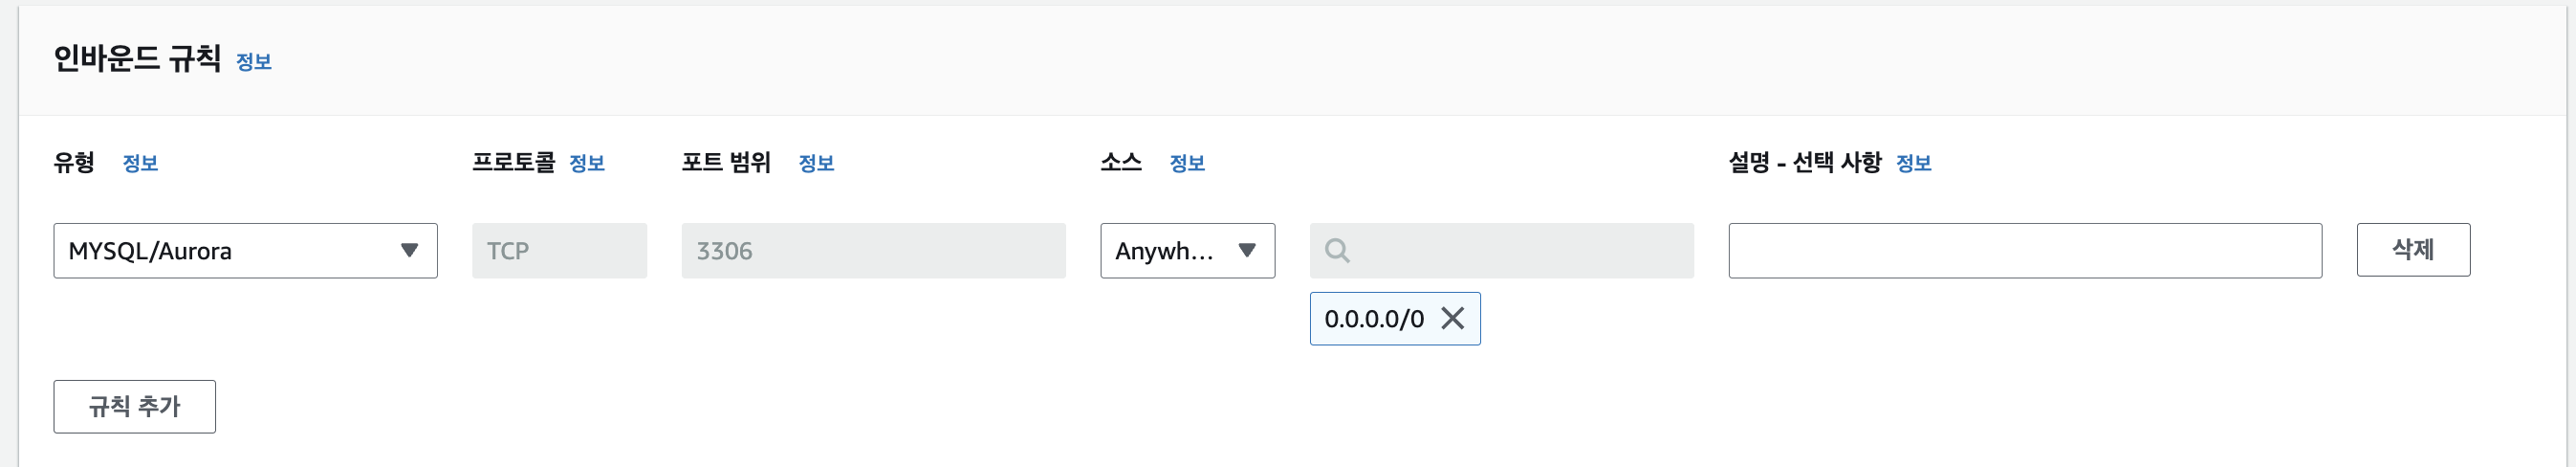 인바운드 규칙 정보
유형 정보 프로토콜 정보 포트 범위 정보 소스 정보 설명 - 선택 사항 정보
MYSQL/Aurora TCP 3306 Anywh... 삭제
0.0.0.0/0
규칙 추가